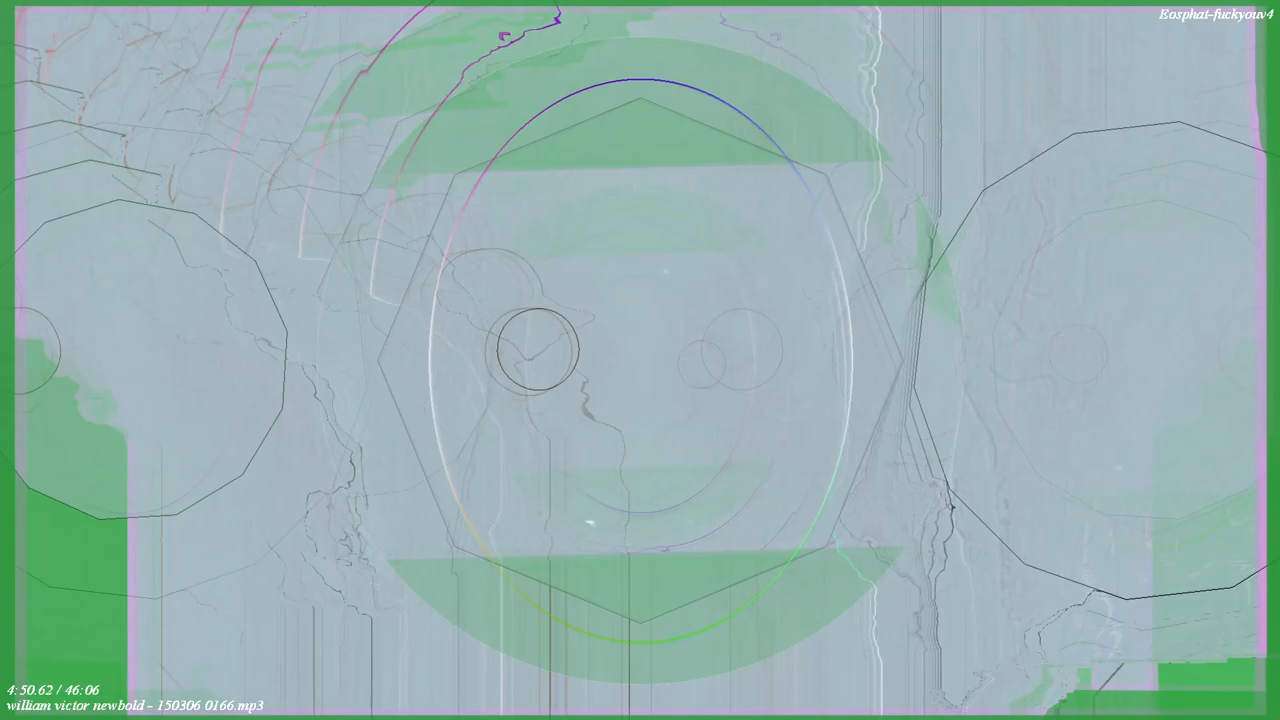 Eosphat-fuckyouv4
4:50.62 / 46:06
william victor newbold - 150306 0166.mp3